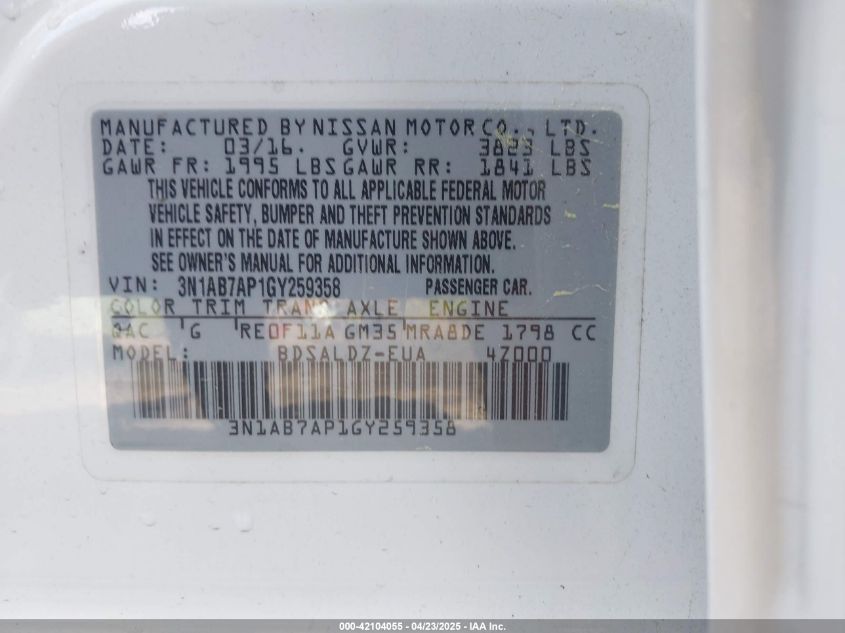 MANUFACTURED BY NISSAN MOTOR CO., LTD.
DATE: 03/16. GVWR: 3823 LBS
GAWR FR: 1995 LBS GAWR RR: 1841 LBS
THIS VEHICLE CONFORMS TO ALL APPLICABLE FEDERAL MOTOR
VEHICLE SAFETY, BUMPER AND THEFT PREVENTION STANDARDS
IN EFFECT ON THE DATE OF MANUFACTURE SHOWN ABOVE.
SEE OWNER'S MANUAL FOR ADDITIONAL INFORMATION.
VIN: 3N1AB7AP1GY259358 PASSENGER CAR.
COLOR TRIM TRANS AXLE ENGINE
QAC G RE0F11A GM35 MRA8DE 1798 CC
MODEL: BDSALDZ-EUA 4Z000
3N1AB7AP1GY259358
000-42104055 - 04/23/2025 - IAA Inc.